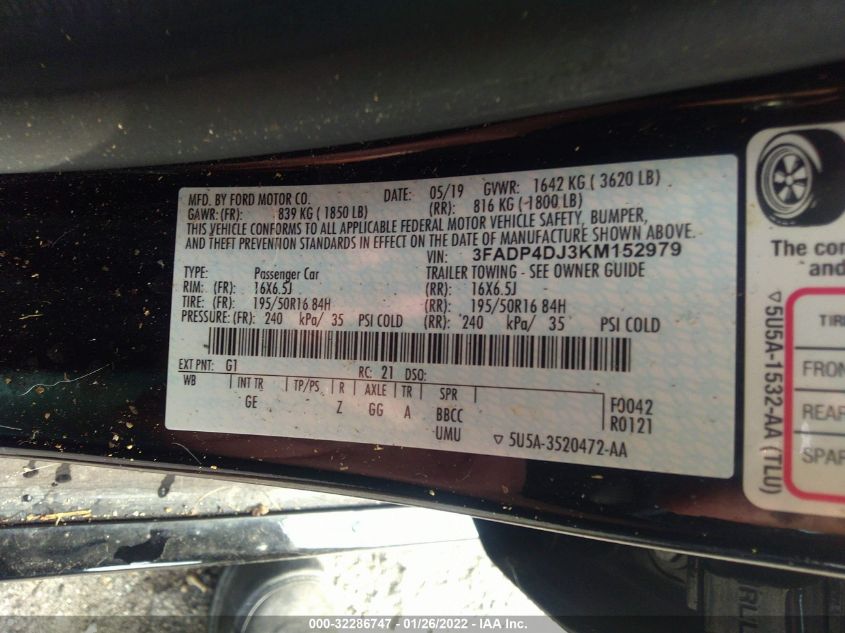 MFD. BY FORD MOTOR CO. DATE: 05/19 GVWR: 1642 KG ( 3620 LB)
GAWR: (FR): 839 KG ( 1850 LB) (RR): 816 KG ( 1800 LB)
THIS VEHICLE CONFORMS TO ALL APPLICABLE FEDERAL MOTOR VEHICLE SAFETY, BUMPER,
AND THEFT PREVENTION STANDARDS IN EFFECT ON THE DATE OF MANUFACTURE SHOWN ABOVE.
VIN: 3FADP4DJ3KM152979
TYPE: Passenger Car TRAILER TOWING - SEE OWNER GUIDE
RIM: (FR): 16X6.5J (RR): 16X6.5J
TIRE: (FR): 195/50R16 84H (RR): 195/50R16 84H
PRESSURE: (FR): 240 kPa/ 35 PSI COLD (RR): 240 kPa/ 35 PSI COLD
EXT PNT: G1 RC: 21 DSO:
WB INT TR TP/PS R AXLE TR SPR
GE Z GG A BBCC F0042
UMU R0121
▽ 5U5A-3520472-AA
The con
and
▽ 5U5A-1532-AA (TLU)
TIRE
FRON
REAR
SPAR
000-32286747 - 01/26/2022 - IAA Inc.